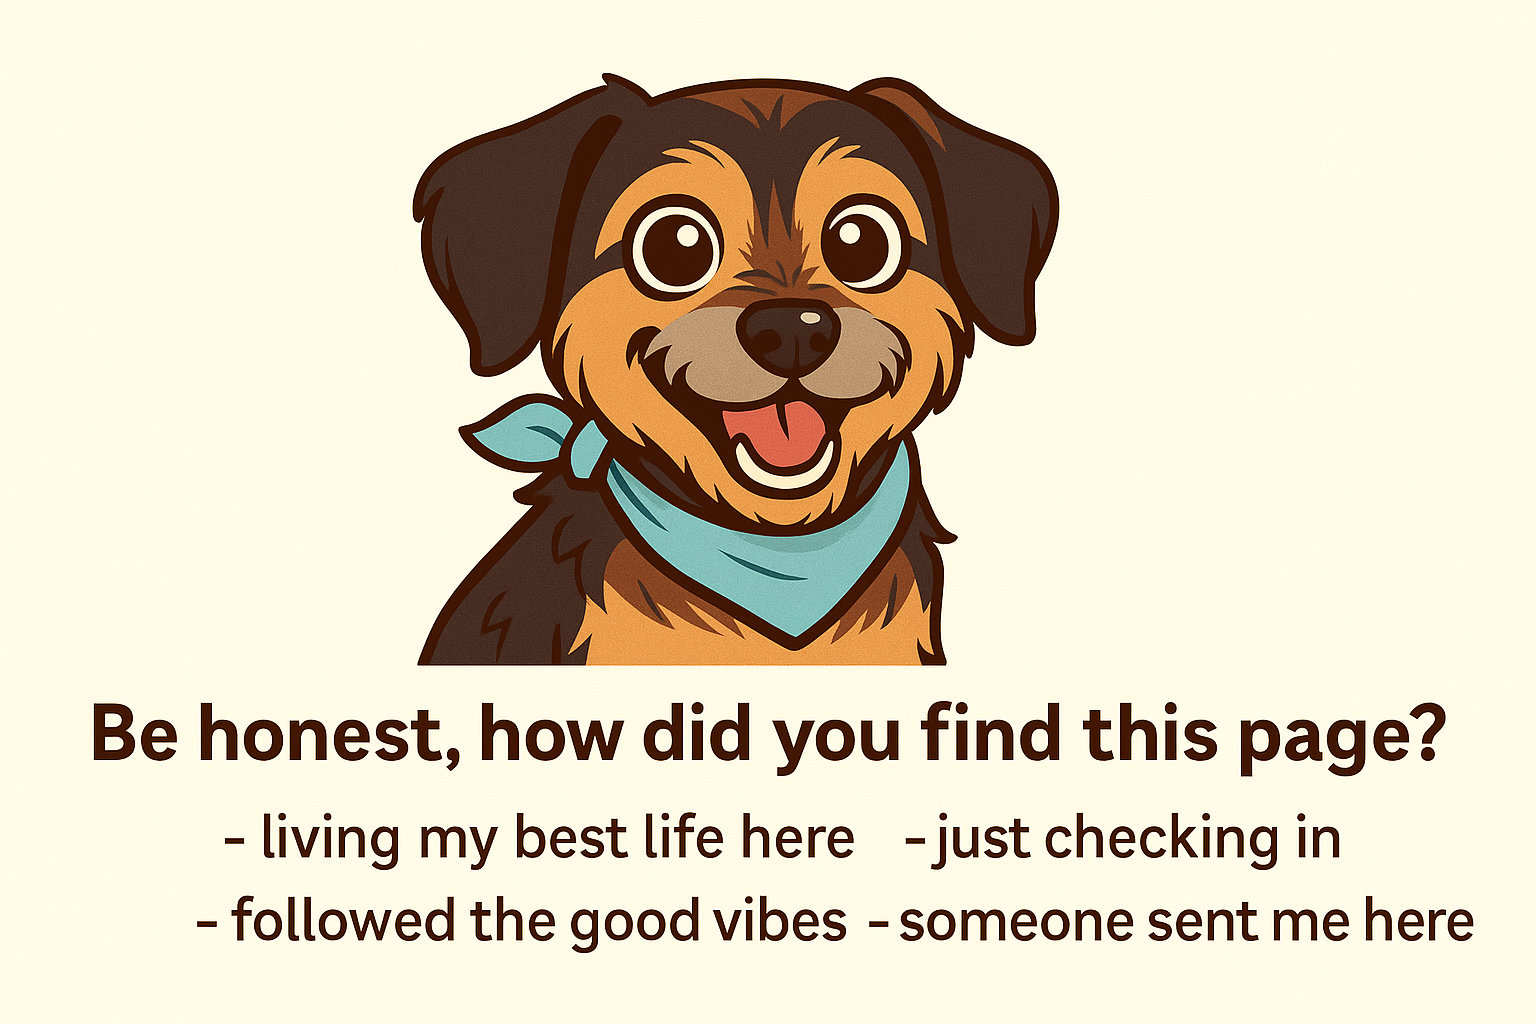 Be honest, how did you find this page?
- living my best life here - just checking in
- followed the good vibes - someone sent me here